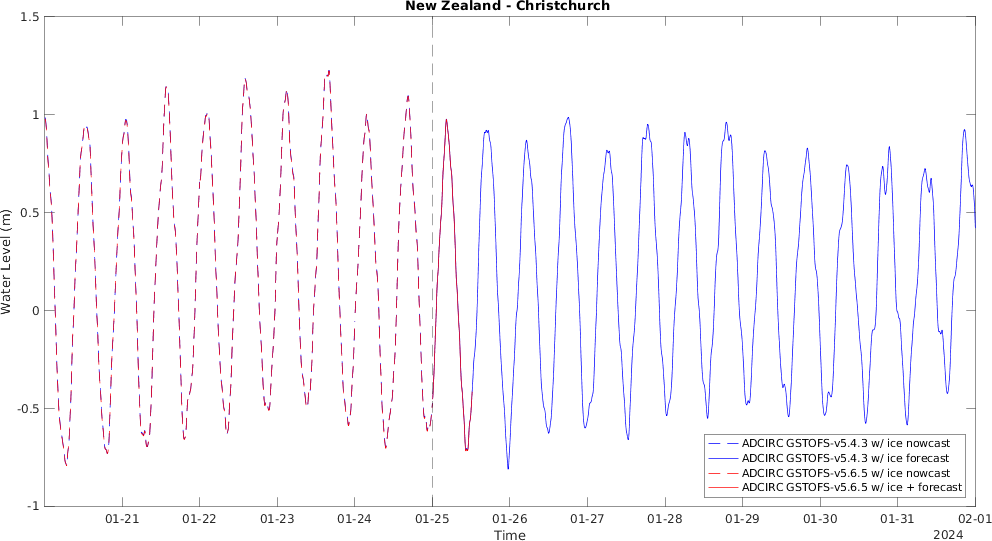 New Zealand - Christchurch
1.5
1
0.5
0
-0.5
-1
Water Level (m)
01-21 01-22 01-23 01-24 01-25 01-26 01-27 01-28 01-29 01-30 01-31 02-01
Time
2024
ADCIRC GSTOFS-v5.4.3 w/ ice nowcast
ADCIRC GSTOFS-v5.4.3 w/ ice forecast
ADCIRC GSTOFS-v5.6.5 w/ ice nowcast
ADCIRC GSTOFS-v5.6.5 w/ ice + forecast